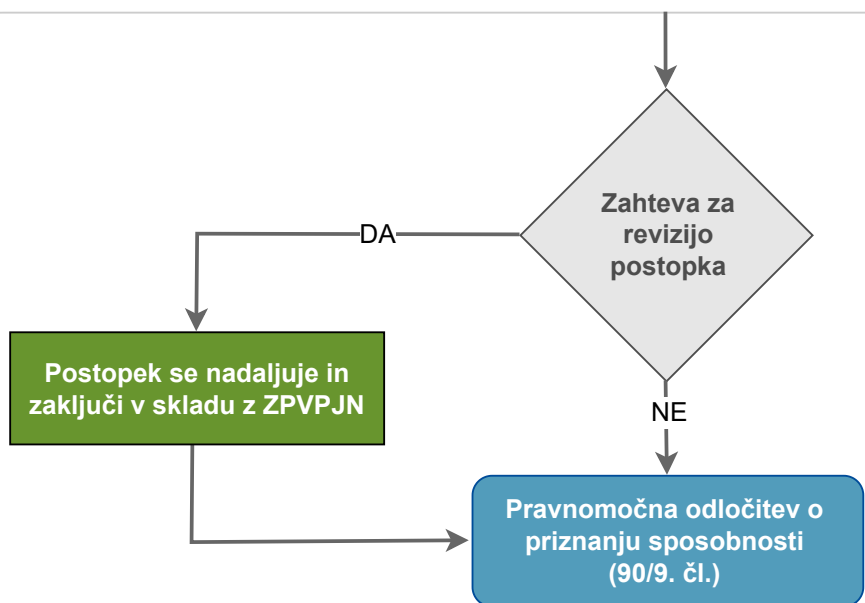 Zahteva za
revizijo
postopka
DA
Postopek se nadaljuje in
zaključi v skladu z ZPVPJN
NE
Pravnomočna odločitev o
priznanju sposobnosti
(90/9. čl.)